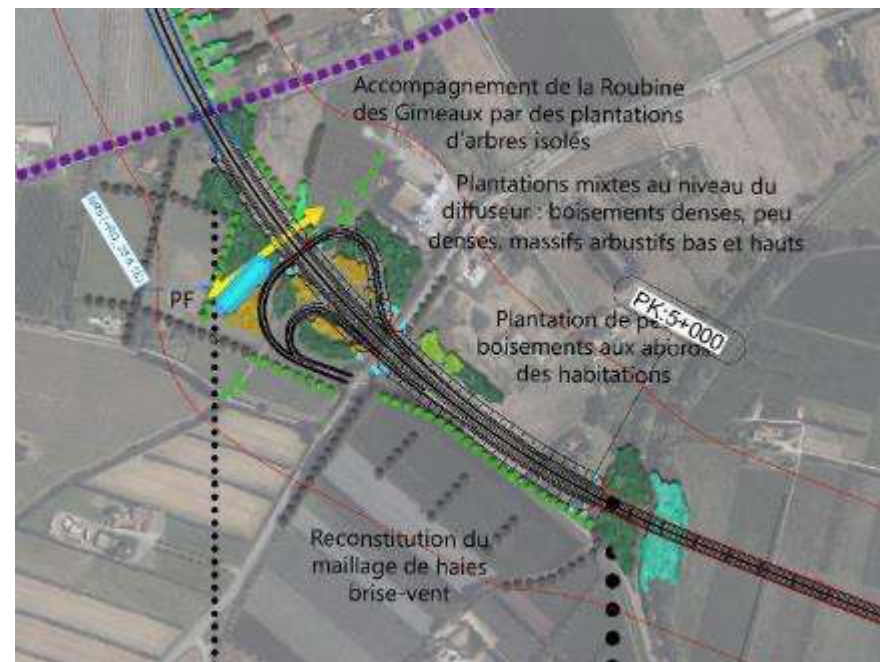 Accompagnement de la Roubine
des Gimeaux par des plantations
d'arbres isolés
Plantations mixtes au niveau du
diffuseur : boisements denses, peu
denses, massifs arbustifs bas et hauts
PF
PK:5+000
Plantation de
boisements aux abords
des habitations
Reconstitution du
maillage de haies
brise-vent